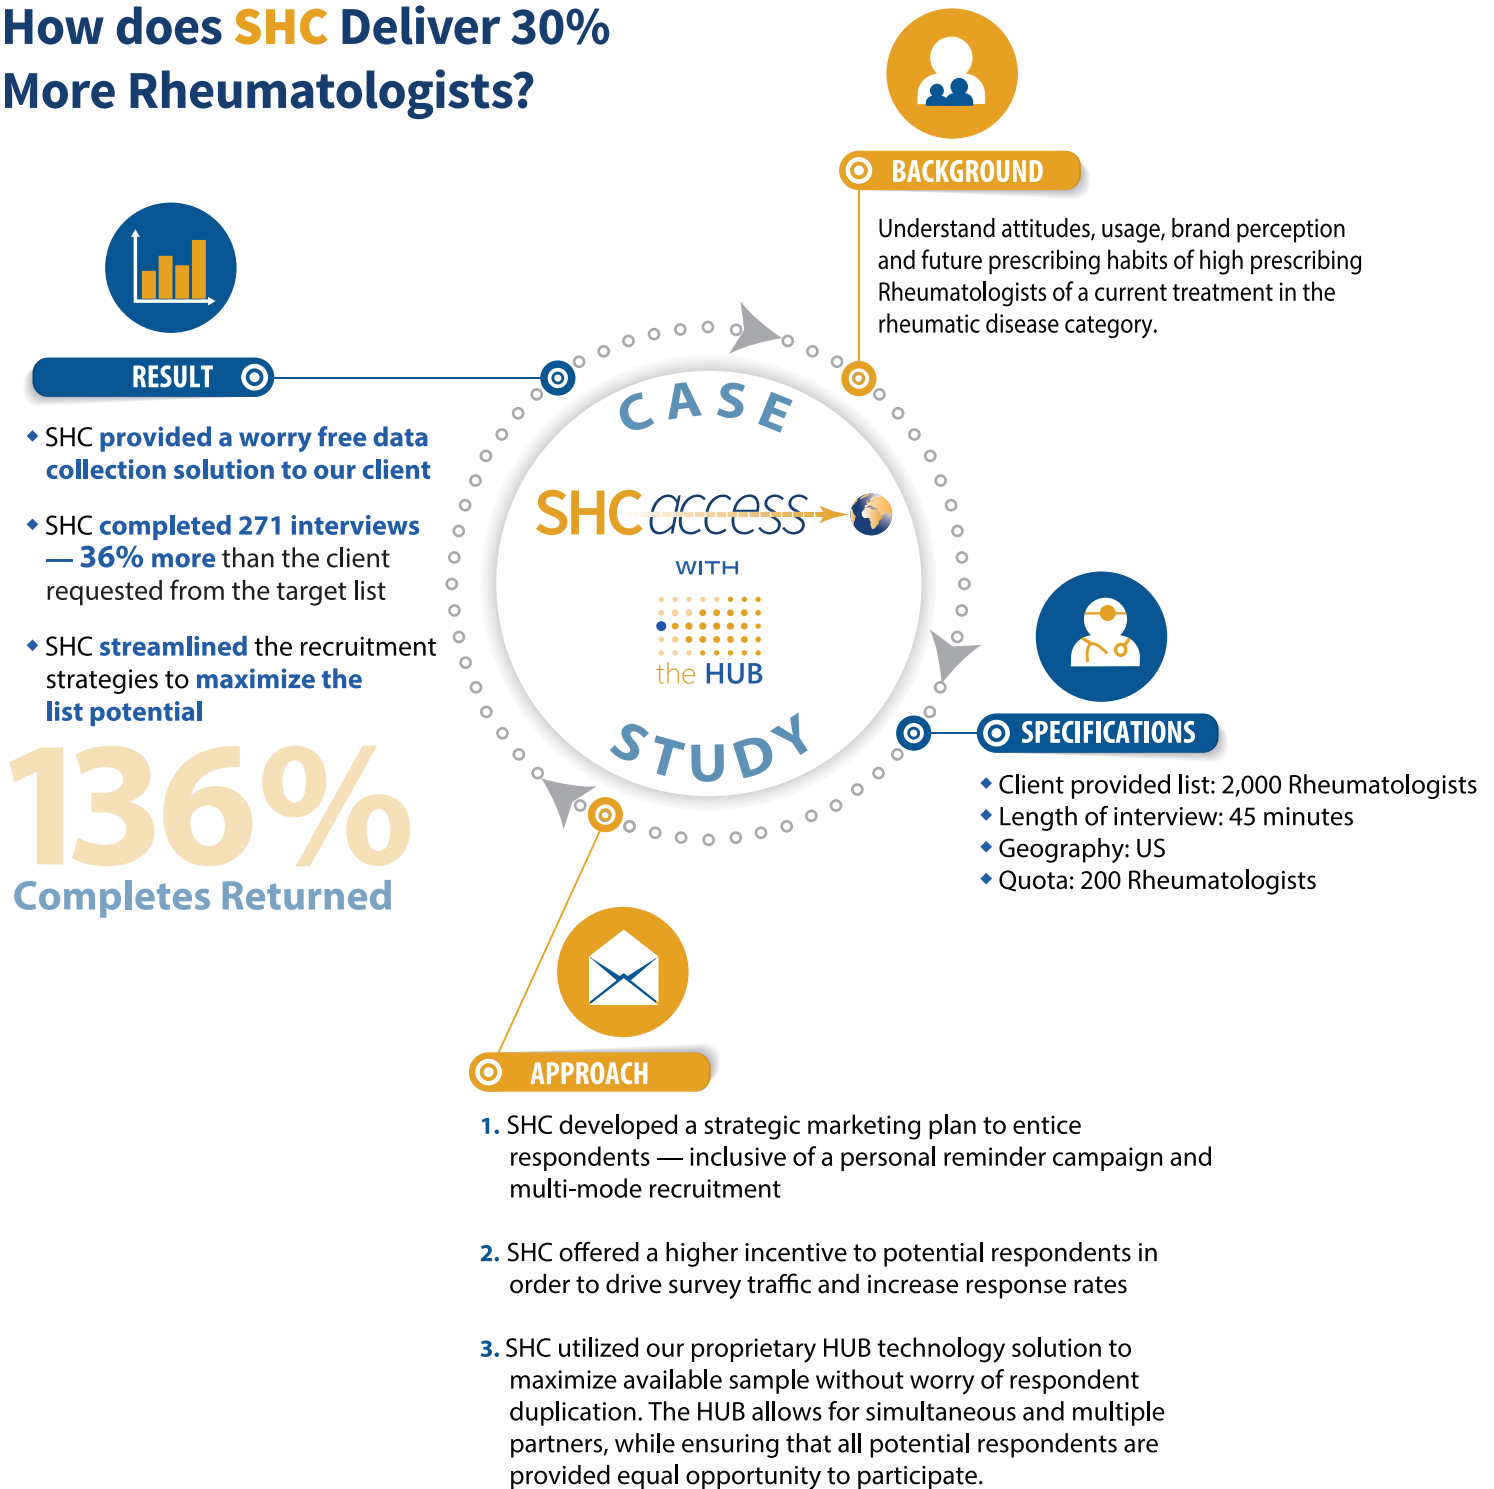 How does SHC Deliver 30%
More Rheumatologists?
BACKGROUND
Understand attitudes, usage, brand perception
and future prescribing habits of high prescribing
Rheumatologists of a current treatment in the
rheumatic disease category.
RESULT
SHC provided a worry free data
collection solution to our client
SHC completed 271 interviews
— 36% more than the client
requested from the target list
SHC streamlined the recruitment
strategies to maximize the
list potential
136%
Completes Returned
CASE
SHC access
WITH
the HUB
STUDY
SPECIFICATIONS
Client provided list: 2,000 Rheumatologists
Length of interview: 45 minutes
Geography: US
Quota: 200 Rheumatologists
APPROACH
1. SHC developed a strategic marketing plan to entice
respondents — inclusive of a personal reminder campaign and
multi-mode recruitment
2. SHC offered a higher incentive to potential respondents in
order to drive survey traffic and increase response rates
3. SHC utilized our proprietary HUB technology solution to
maximize available sample without worry of respondent
duplication. The HUB allows for simultaneous and multiple
partners, while ensuring that all potential respondents are
provided equal opportunity to participate.